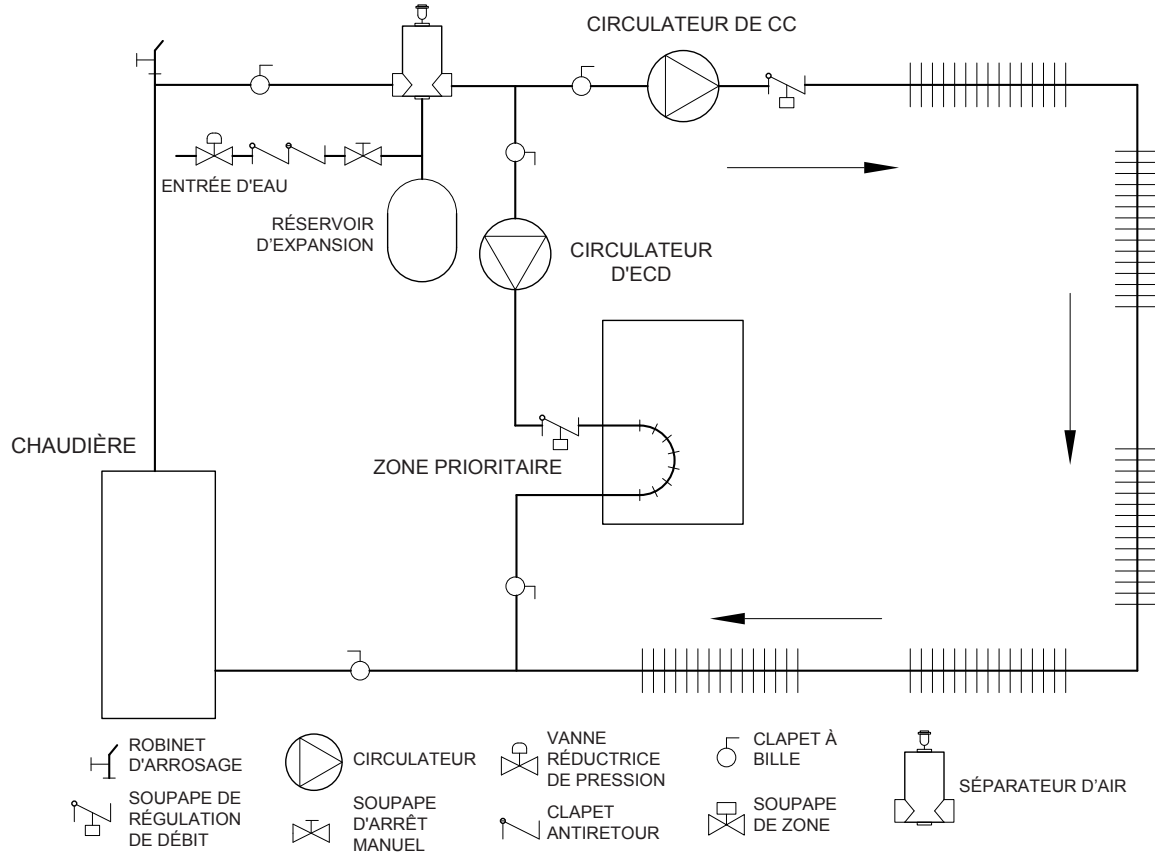 CIRCULATEUR DE CC
ENTRÉE D'EAU
RÉSERVOIR
D'EXPANSION
CIRCULATEUR
D'ECD
CHAUDIÈRE
ZONE PRIORITAIRE
ROBINET
D'ARROSAGE
CIRCULATEUR
VANNE
RÉDUCTRICE
DE PRESSION
CLAPET À
BILLE
SÉPARATEUR D'AIR
SOUPAPE DE
RÉGULATION
DE DÉBIT
SOUPAPE
D'ARRÊT
MANUEL
CLAPET
ANTIRETOUR
SOUPAPE
DE ZONE